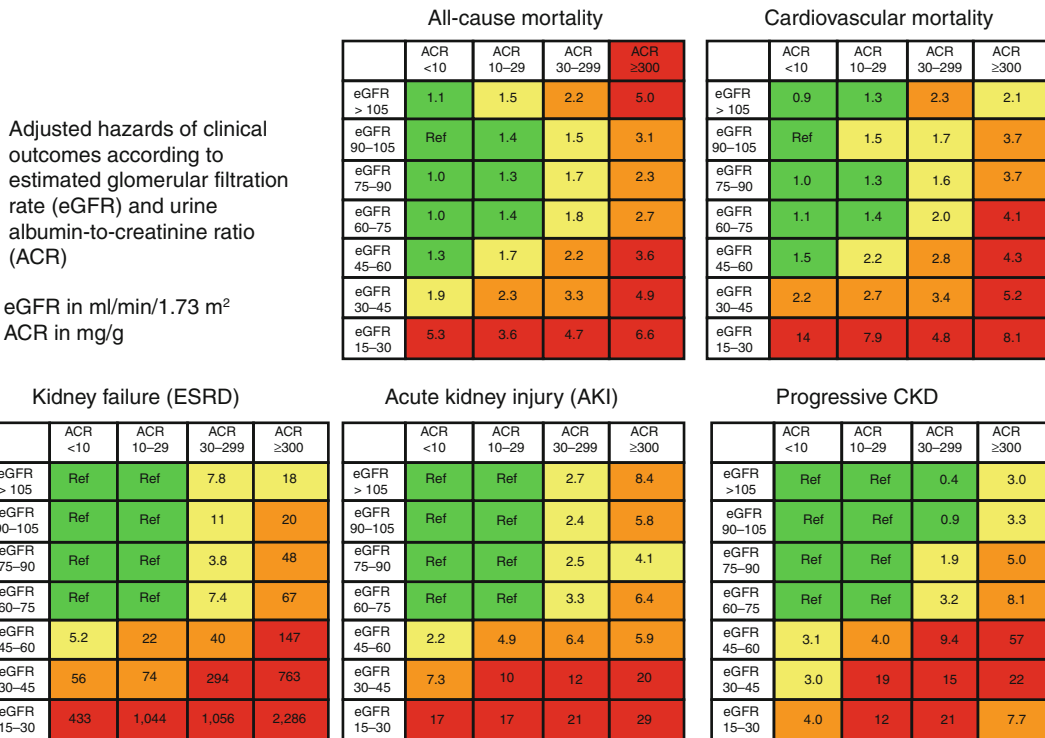 All-cause mortality
ACR <10 ACR 10–29 ACR 30–299 ACR ≥300
eGFR > 105 1.1 1.5 2.2 5.0
eGFR 90–105 Ref 1.4 1.5 3.1
eGFR 75–90 1.0 1.3 1.7 2.3
eGFR 60–75 1.0 1.4 1.8 2.7
eGFR 45–60 1.3 1.7 2.2 3.6
eGFR 30–45 1.9 2.3 3.3 4.9
eGFR 15–30 5.3 3.6 4.7 6.6
Cardiovascular mortality
ACR <10 ACR 10–29 ACR 30–299 ACR ≥300
eGFR > 105 0.9 1.3 2.3 2.1
eGFR 90–105 Ref 1.5 1.7 3.7
eGFR 75–90 1.0 1.3 1.6 3.7
eGFR 60–75 1.1 1.4 2.0 4.1
eGFR 45–60 1.5 2.2 2.8 4.3
eGFR 30–45 2.2 2.7 3.4 5.2
eGFR 15–30 14 7.9 4.8 8.1
Adjusted hazards of clinical
outcomes according to
estimated glomerular filtration
rate (eGFR) and urine
albumin-to-creatinine ratio
(ACR)
eGFR in ml/min/1.73 m²
ACR in mg/g
Kidney failure (ESRD)
ACR <10 ACR 10–29 ACR 30–299 ACR ≥300
eGFR > 105 Ref Ref 7.8 18
eGFR 90–105 Ref Ref 11 20
eGFR 75–90 Ref Ref 3.8 48
eGFR 60–75 Ref Ref 7.4 67
eGFR 45–60 5.2 22 40 147
eGFR 30–45 56 74 294 763
eGFR 15–30 433 1,044 1,056 2,286
Acute kidney injury (AKI)
ACR <10 ACR 10–29 ACR 30–299 ACR ≥300
eGFR > 105 Ref Ref 2.7 8.4
eGFR 90–105 Ref Ref 2.4 5.8
eGFR 75–90 Ref Ref 2.5 4.1
eGFR 60–75 Ref Ref 3.3 6.4
eGFR 45–60 2.2 4.9 6.4 5.9
eGFR 30–45 7.3 10 12 20
eGFR 15–30 17 17 21 29
Progressive CKD
ACR <10 ACR 10–29 ACR 30–299 ACR ≥300
eGFR >105 Ref Ref 0.4 3.0
eGFR 90–105 Ref Ref 0.9 3.3
eGFR 75–90 Ref Ref 1.9 5.0
eGFR 60–75 Ref Ref 3.2 8.1
eGFR 45–60 3.1 4.0 9.4 57
eGFR 30–45 3.0 19 15 22
eGFR 15–30 4.0 12 21 7.7